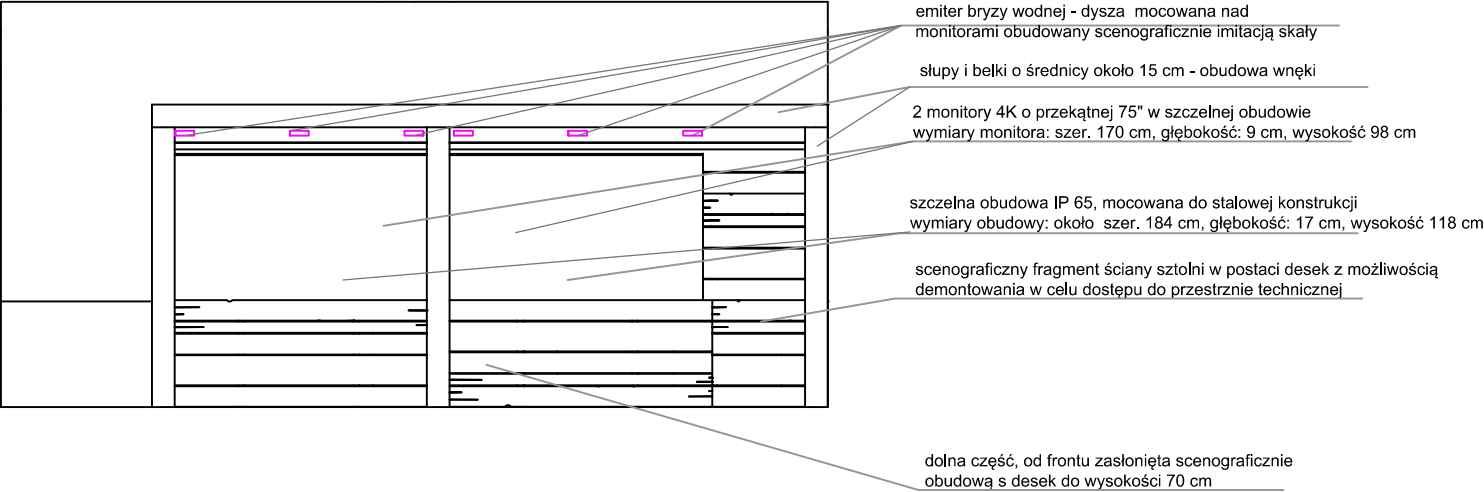 emiter bryzy wodnej - dysza mocowana nad
monitorami obudowany scenograficznie imitacją skały
słupy i belki o średnicy około 15 cm - obudowa wnęki
2 monitory 4K o przekątnej 75" w szczelnej obudowie
wymiary monitora: szer. 170 cm, głębokość: 9 cm, wysokość 98 cm
szczelna obudowa IP 65, mocowana do stalowej konstrukcji
wymiary obudowy: około szer. 184 cm, głębokość: 17 cm, wysokość 118 cm
scenograficzny fragment ściany sztolni w postaci desek z możliwością
demontowania w celu dostępu do przestrznie technicznej
dolna część, od frontu zasłonięta scenograficznie
obudową s desek do wysokości 70 cm